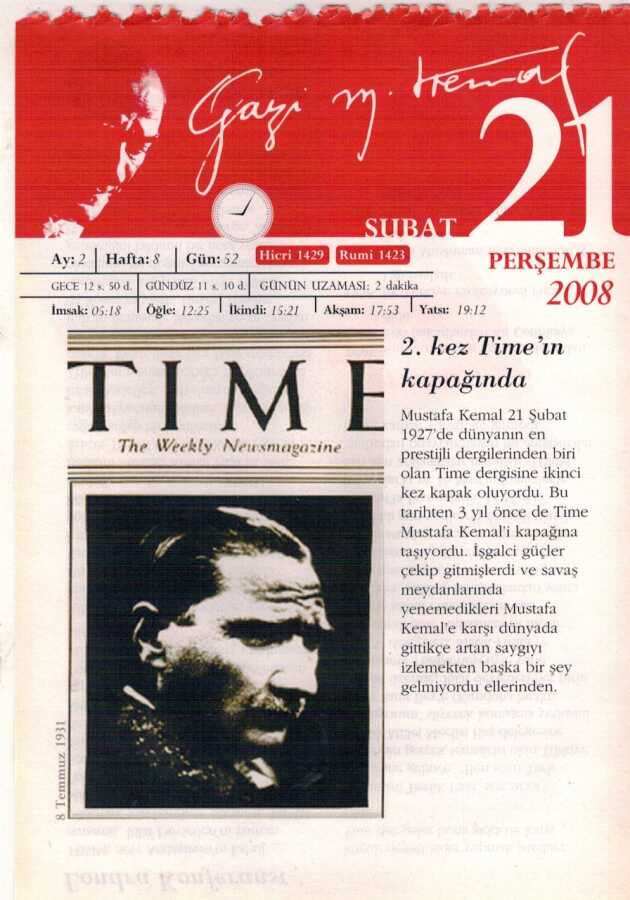 Gazi m. Kemal
ŞUBAT 21
PERŞEMBE
2008
Ay: 2 Hafta: 8 Gün: 52 Hicri 1429 Rumi 1423
GECE 12 s. 50 d. GÜNDÜZ 11 s. 10 d. GÜNÜN UZAMASI: 2 dakika
İmsak: 05:18 Öğle: 12:25 İkindi: 15:21 Akşam: 17:53 Yatsı: 19:12
TIME
The Weekly Newsmagazine
8 Temmuz 1931
2. kez Time'ın
kapağında
Mustafa Kemal 21 Şubat
1927'de dünyanın en
prestijli dergilerinden biri
olan Time dergisine ikinci
kez kapak oluyordu. Bu
tarihten 3 yıl önce de Time
Mustafa Kemal'i kapağına
taşıyordu. İşgalci güçler
çekip gitmişlerdi ve savaş
meydanlarında
yenemedikleri Mustafa
Kemal'e karşı dünyada
gittikçe artan saygıyı
izlemekten başka bir şey
gelmiyordu ellerinden.